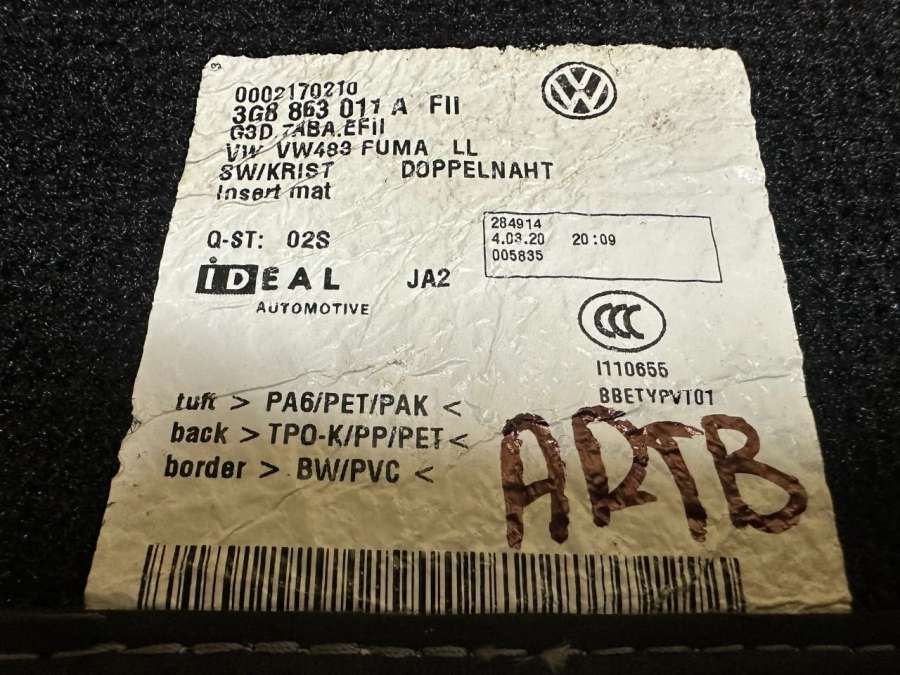 3
0002170210
3G8 863 011 A FII
G3D.7ABA.EFII
VW VW483 FUMA LL
SW/KRIST DOPPELNAHT
Insert mat
Q-ST: 02S
284914
4.03.20 20:09
005835
iDEAL JA2
AUTOMOTIVE
CCC
I110655
BBETYPVT01
tuft > PA6/PET/PAK <
back > TPO-K/PP/PET <
border > BW/PVC <